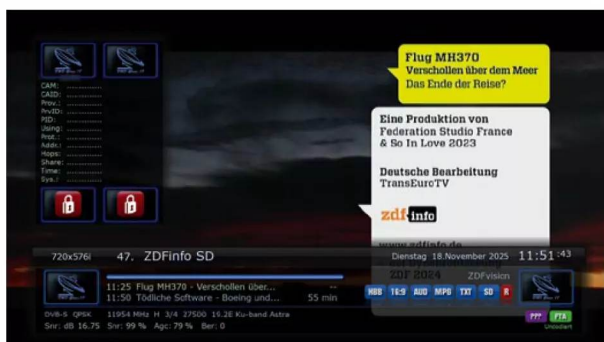 Flug MH370
Verschollen über dem Meer
Das Ende der Reise?
CAM: ..............
CAID: ..............
Prov.: ..............
PrvID: ..............
PID: ..............
Using: ..............
Prot.: ..............
Addr.: ..............
Hops: ..............
Share: ..............
Time: ..............
Sys.: ..............
Eine Produktion von
Federation Studio France
& So In Love 2023
Deutsche Bearbeitung
TransEuroTV
zdf info
www.zdfinfo.de
ZDF 2024
720x576i 47. ZDFinfo SD Dienstag 18.November 2025 11:51:43
ZDFvision
11:25 Flug MH370 - Verschollen über... --
11:50 Tödliche Software - Boeing und... 55 min
HBB 16:9 AUD MPG TXT SD R
DVB-S QPSK 11954 MHz H 3/4 27500 19.2E Ku-band Astra
PPP FTA
Snr: dB 16.75 Snr: 99 % Agc: 79 % Ber: 0
Uncodiert